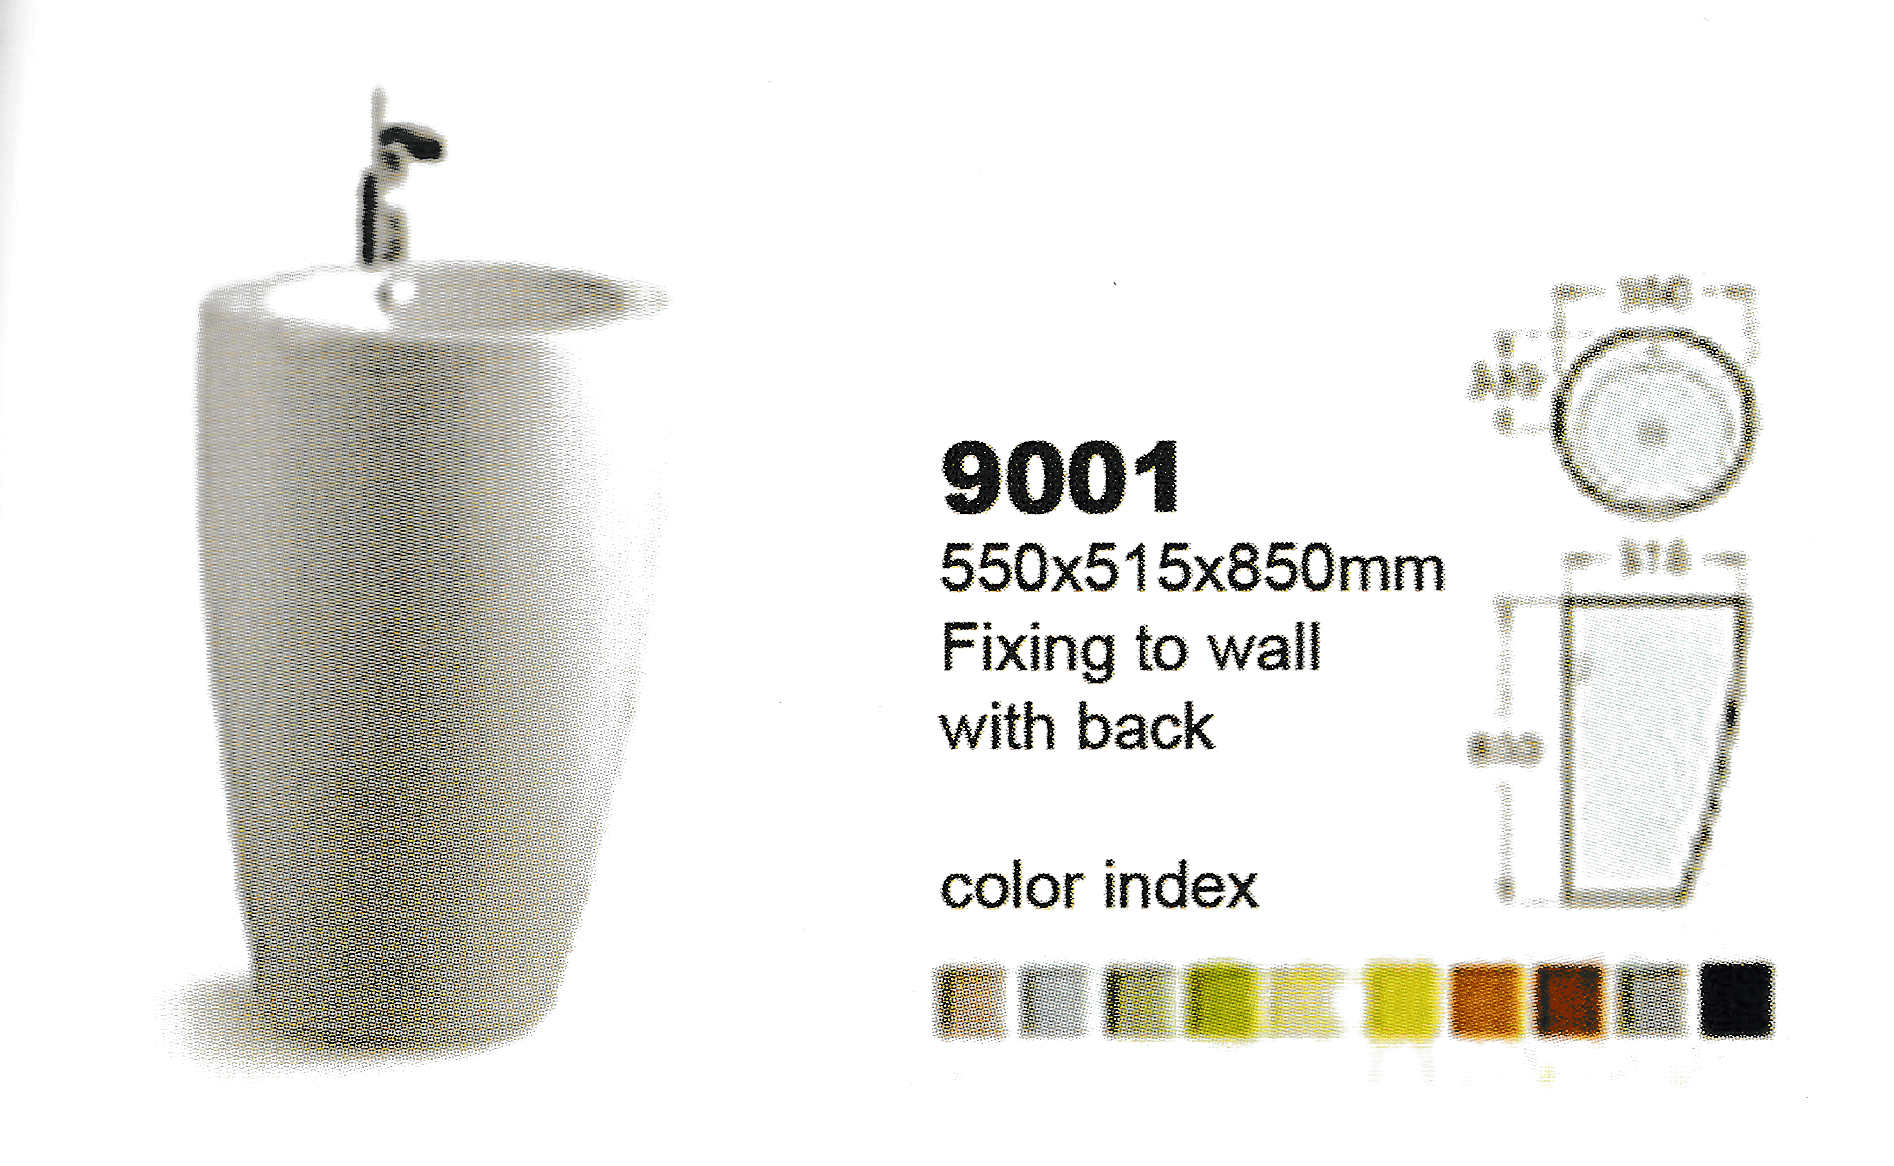 9001
550x515x850mm
Fixing to wall
with back
color index